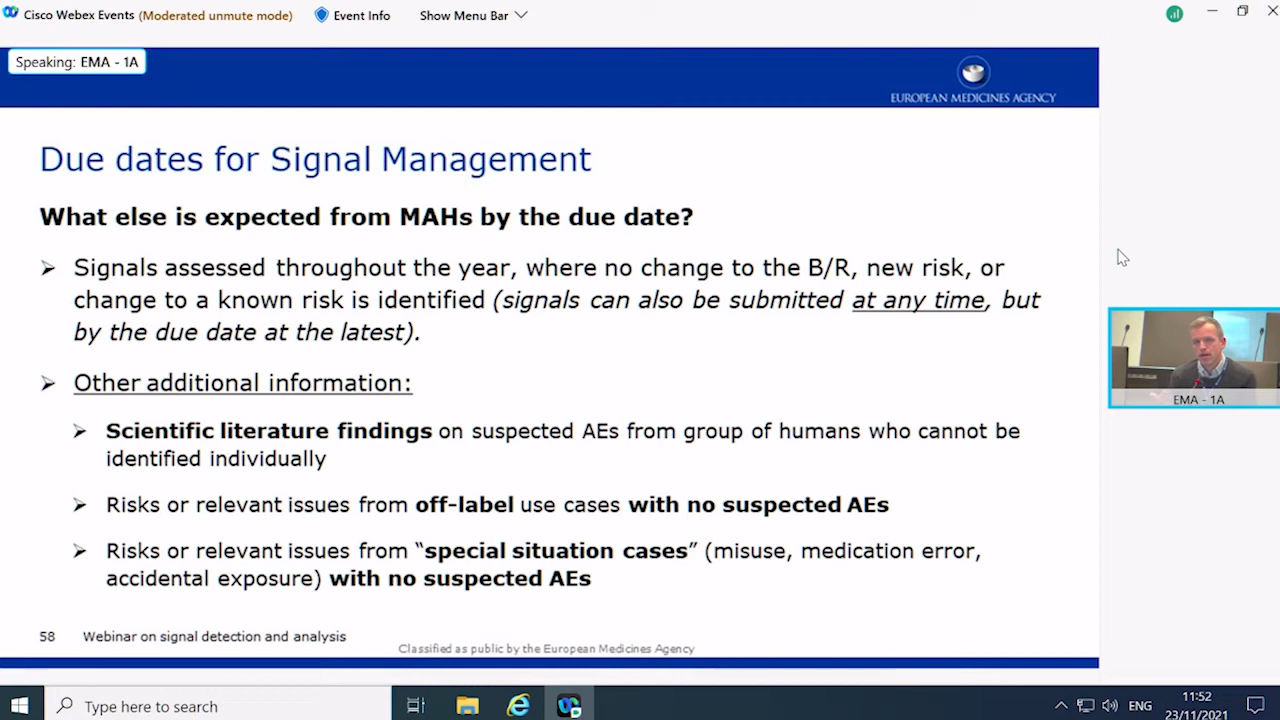 Cisco Webex Events (Moderated unmute mode) Event Info Show Menu Bar
Speaking: EMA - 1A
EUROPEAN MEDICINES AGENCY
Due dates for Signal Management
What else is expected from MAHs by the due date?
Signals assessed throughout the year, where no change to the B/R, new risk, or
change to a known risk is identified (signals can also be submitted at any time, but
by the due date at the latest).
Other additional information:
Scientific literature findings on suspected AEs from group of humans who cannot be
identified individually
Risks or relevant issues from off-label use cases with no suspected AEs
Risks or relevant issues from “special situation cases” (misuse, medication error,
accidental exposure) with no suspected AEs
EMA - 1A
58 Webinar on signal detection and analysis
Classified as public by the European Medicines Agency
Type here to search
ENG
11:52
23/11/2021